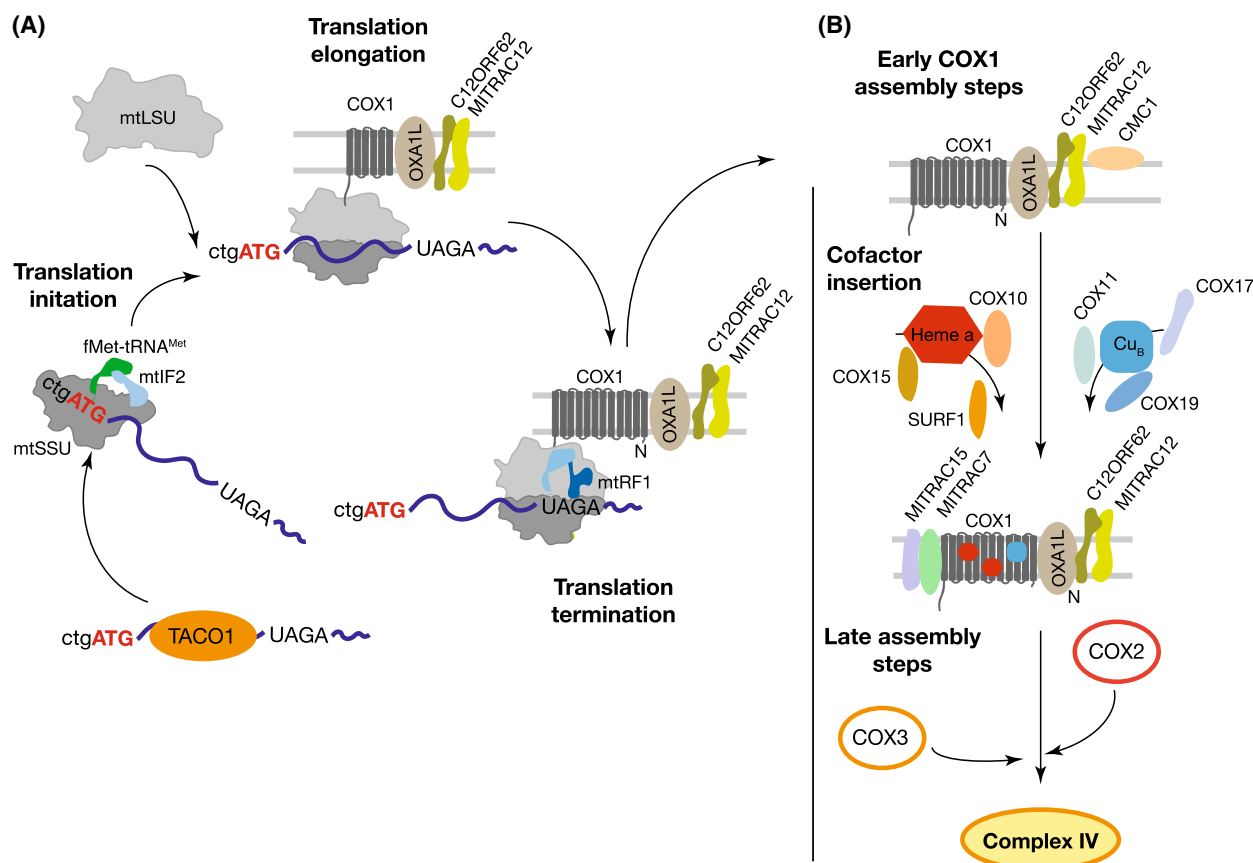 (A)
Translation
elongation
mtLSU
COX1
OXA1L
C12ORF62
MITRAC12
ctgATG
UAGA
Translation
initation
fMet-tRNAMet
mtIF2
ctgATG
mtSSU
UAGA
ctgATG
TACO1
UAGA
C12ORF62
MITRAC12
COX1
OXA1L
N
mtRF1
ctgATG
UAGA
Translation
termination
(B)
Early COX1
assembly steps
C12ORF62
MITRAC12
CMC1
COX1
OXA1L
N
Cofactor
insertion
COX10
Heme a
COX15
SURF1
COX11
COX17
CuB
COX19
MITRAC15
MITRAC7
COX1
C12ORF62
MITRAC12
OXA1L
N
Late assembly
steps
COX2
COX3
Complex IV